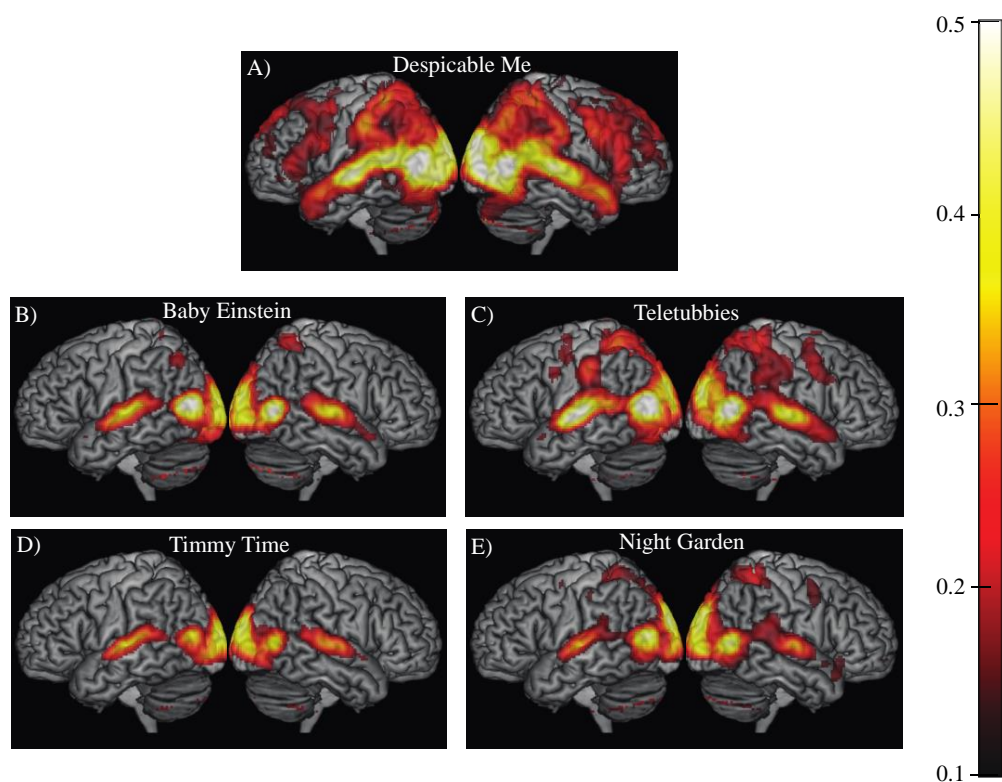 A) Despicable Me
B) Baby Einstein
C) Teletubbies
D) Timmy Time
E) Night Garden
0.5
0.4
0.3
0.2
0.1